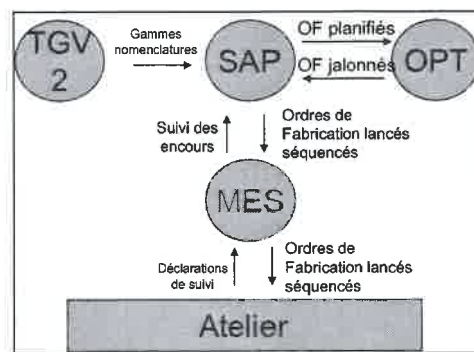 TGV
2
Gammes
nomenclatures
SAP
OF planifiés
OF jalonnés
OPT
Suivi des
encours
Ordres de
Fabrication lancés
séquencés
MES
Déclarations
de suivi
Ordres de
Fabrication lancés
séquencés
Atelier